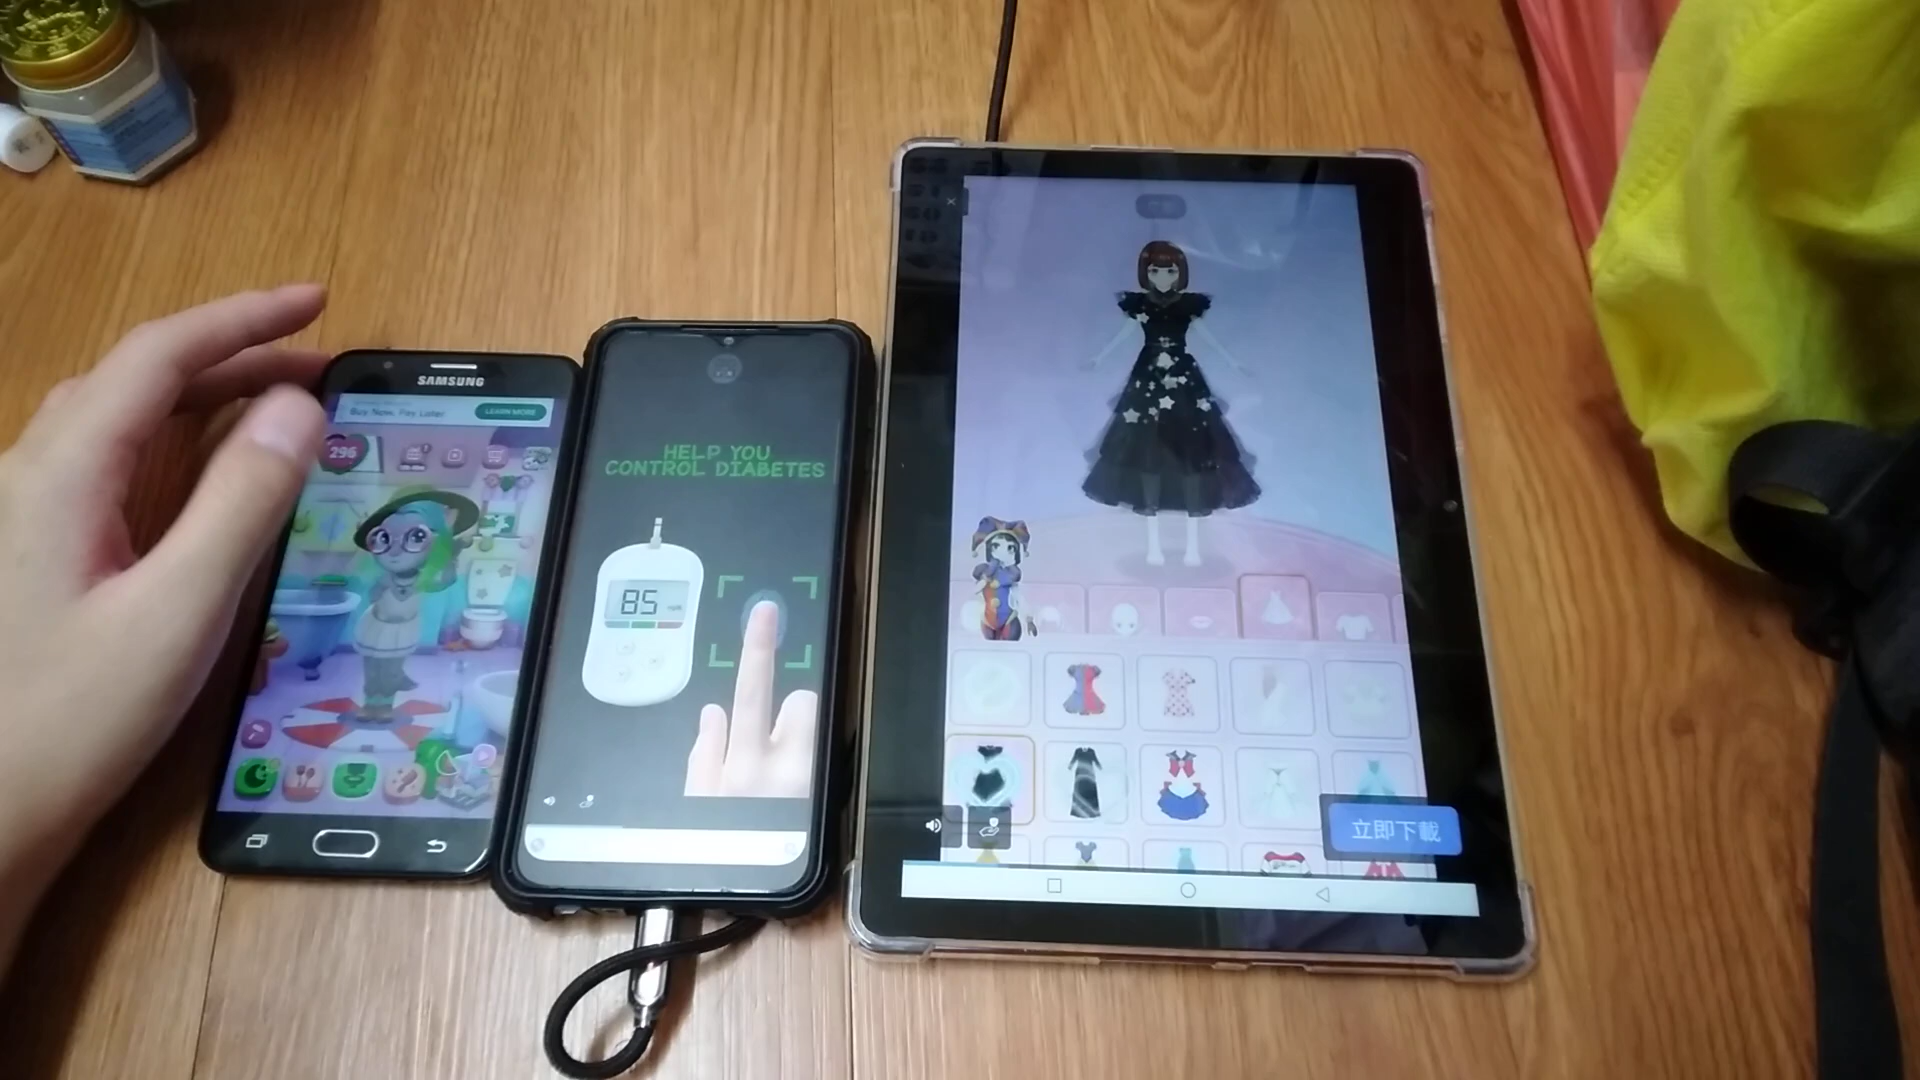 SAMSUNG
Buy Now, Pay Later
LEARN MORE
296
HELP YOU
CONTROL DIABETES
85
立即下載